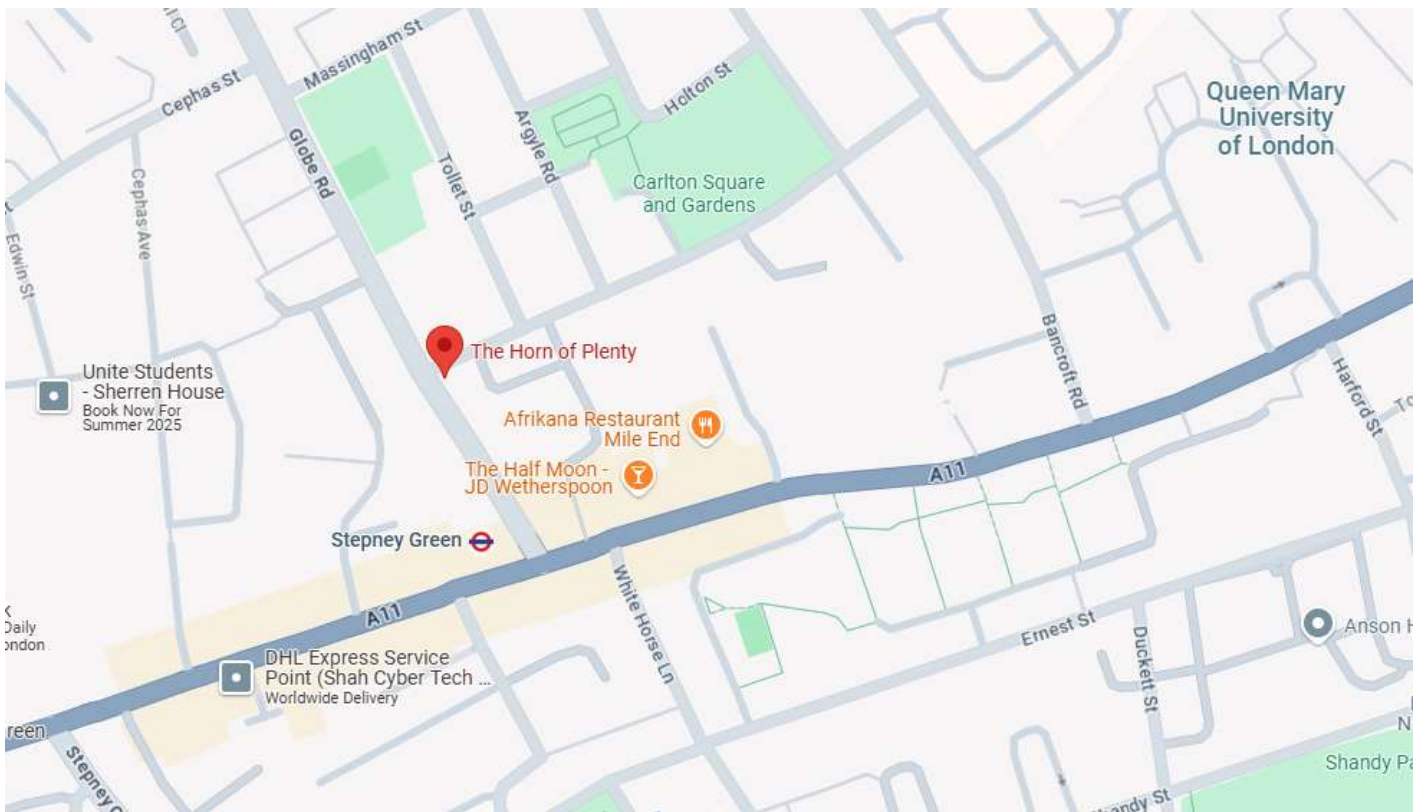 Massingham St
Cephas St
Globe Rd
Cephas Ave
Edwin St
Tollet St
Argyle Rd
Holton St
Carlton Square
and Gardens
Queen Mary
University
of London
Bancroft Rd
Harford St
The Horn of Plenty
Unite Students
- Sherren House
Book Now For
Summer 2025
Afrikana Restaurant
Mile End
The Half Moon -
JD Wetherspoon
A11
Stepney Green
A11
White Horse Ln
Daily
DHL Express Service
Point (Shah Cyber Tech ...
Worldwide Delivery
Ernest St
Duckett St
Anson H
Shandy Pa
Shandy St
Stepney G